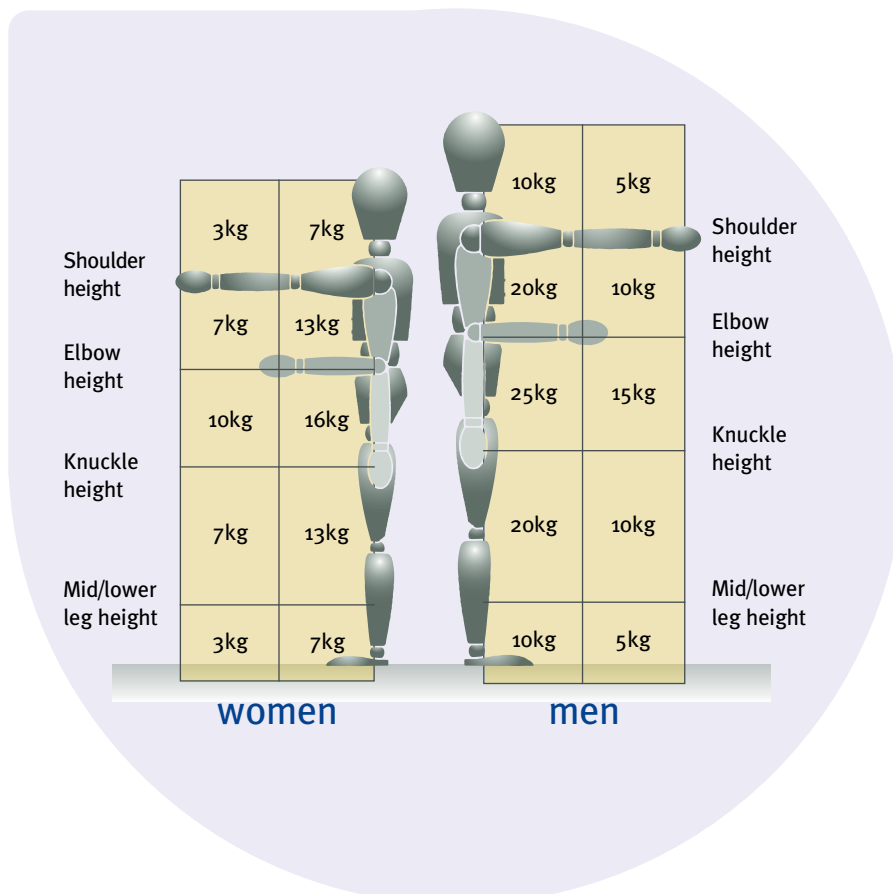 3kg 7kg
Shoulder
height
7kg 13kg
Elbow
height
10kg 16kg
Knuckle
height
7kg 13kg
Mid/lower
leg height
3kg 7kg
women
10kg 5kg
Shoulder
height
20kg 10kg
Elbow
height
25kg 15kg
Knuckle
height
20kg 10kg
Mid/lower
leg height
10kg 5kg
men